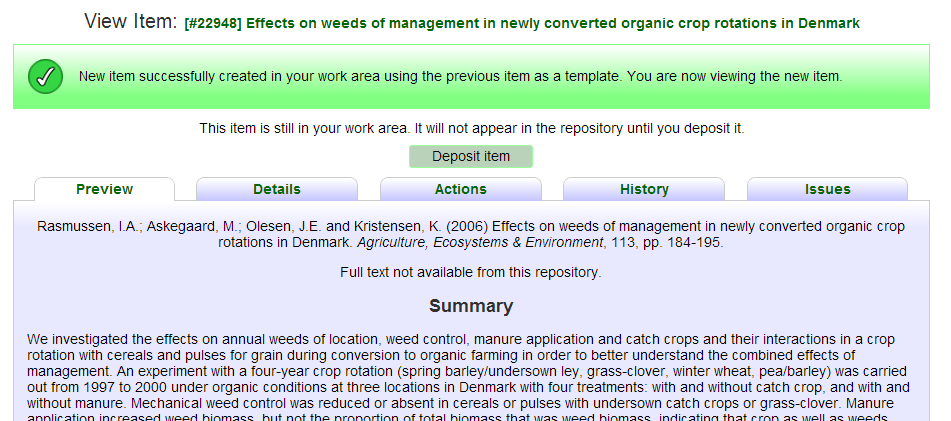 View Item: [#22948] Effects on weeds of management in newly converted organic crop rotations in Denmark
New item successfully created in your work area using the previous item as a template. You are now viewing the new item.
This item is still in your work area. It will not appear in the repository until you deposit it.
Deposit item
Preview Details Actions History Issues
Rasmussen, I.A.; Askegaard, M.; Olesen, J.E. and Kristensen, K. (2006) Effects on weeds of management in newly converted organic crop
rotations in Denmark. Agriculture, Ecosystems & Environment, 113, pp. 184-195.
Full text not available from this repository.
Summary
We investigated the effects on annual weeds of location, weed control, manure application and catch crops and their interactions in a crop
rotation with cereals and pulses for grain during conversion to organic farming in order to better understand the combined effects of
management. An experiment with a four-year crop rotation (spring barley/undersown ley, grass-clover, winter wheat, pea/barley) was carried
out from 1997 to 2000 under organic conditions at three locations in Denmark with four treatments: with and without catch crop, and with and
without manure. Mechanical weed control was reduced or absent in cereals or pulses with undersown catch crops or grass-clover. Manure
application increased weed biomass, but not the proportion of total biomass that was weed biomass, indicating that crop as well as weeds